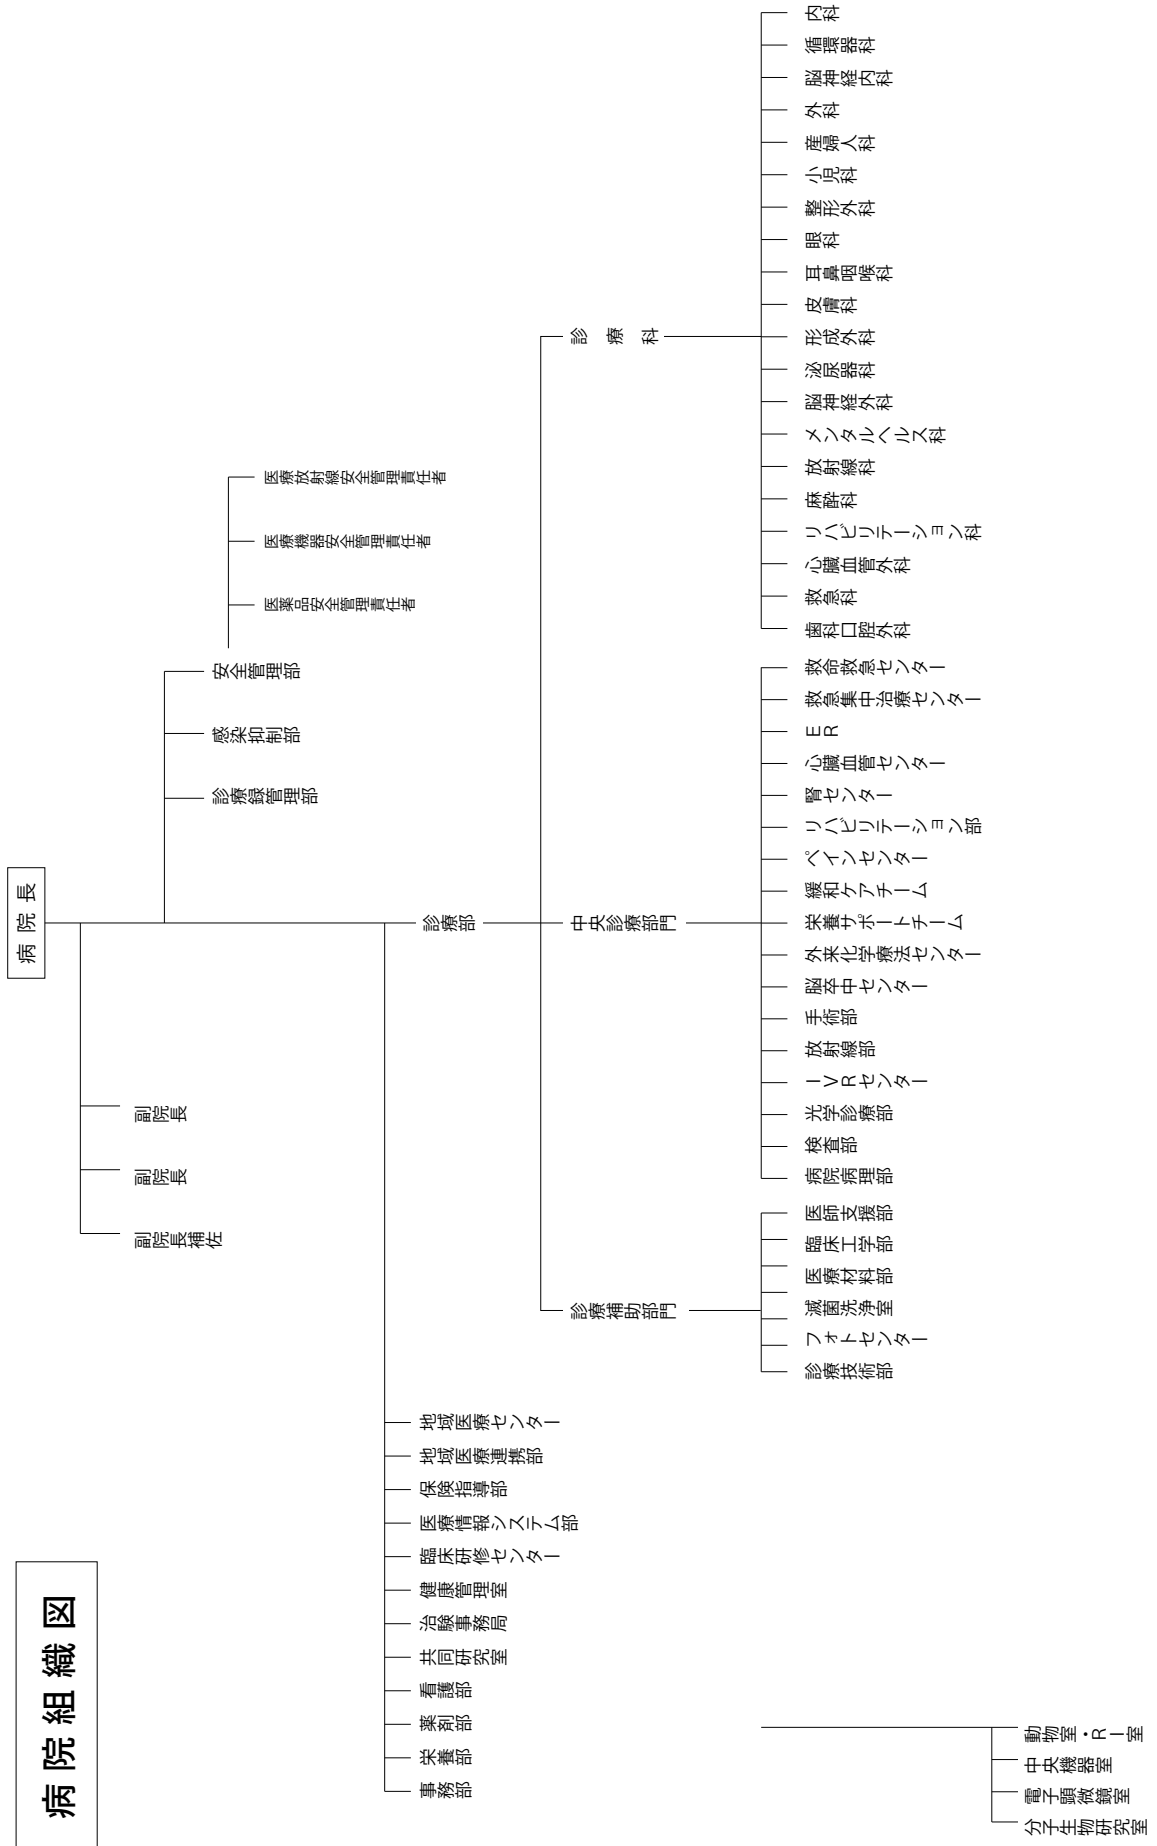 病院組織図
病院長
副院長補佐
副院長
副院長
診療録管理部
感染抑制部
安全管理部
医薬品安全管理責任者
医療機器安全管理責任者
医療放射線安全管理責任者
事務部
栄養部
薬剤部
看護部
共同研究室
治験事務局
健康管理室
臨床研修センター
医療情報システム部
保険指導部
地域医療連携部
地域医療センター
診療部
診療補助部門
中央診療部門
診療科
診療技術部
フォトセンター
滅菌洗浄室
医療材料部
臨床工学部
医師支援部
病院病理部
検査部
光学診療部
IVRセンター
放射線部
手術部
脳卒中センター
外来化学療法センター
栄養サポートチーム
緩和ケアチーム
ペインセンター
リハビリテーション部
腎センター
心臓血管センター
ER
救急集中治療センター
救命救急センター
歯科口腔外科
救急科
心臓血管外科
リハビリテーション科
麻酔科
放射線科
メンタルヘルス科
脳神経外科
泌尿器科
形成外科
皮膚科
耳鼻咽喉科
眼科
整形外科
小児科
産婦人科
外科
脳神経内科
循環器科
内科
分子生物研究室
電子顕微鏡室
中央機器室
動物室・RI室